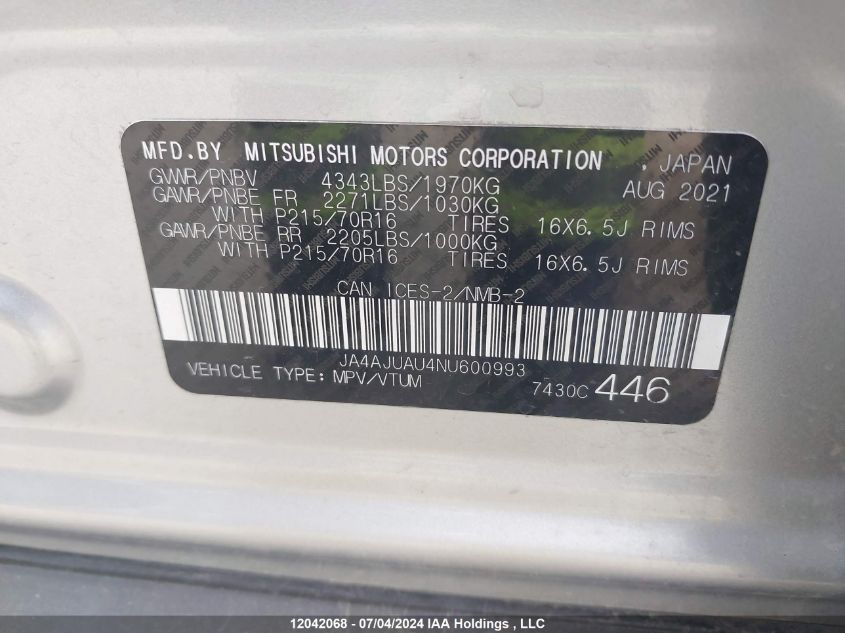 MFD.BY MITSUBISHI MOTORS CORPORATION , JAPAN
GVWR/PNBV 4343LBS/1970KG AUG 2021
GAWR/PNBE FR 2271LBS/1030KG
WITH P215/70R16 TIRES 16X6.5J RIMS
GAWR/PNBE RR 2205LBS/1000KG
WITH P215/70R16 TIRES 16X6.5J RIMS
CAN ICES-2/NMB-2
JA4AJUAU4NU600993
VEHICLE TYPE: MPV/VTUM 7430C 446
12042068 - 07/04/2024 IAA Holdings , LLC